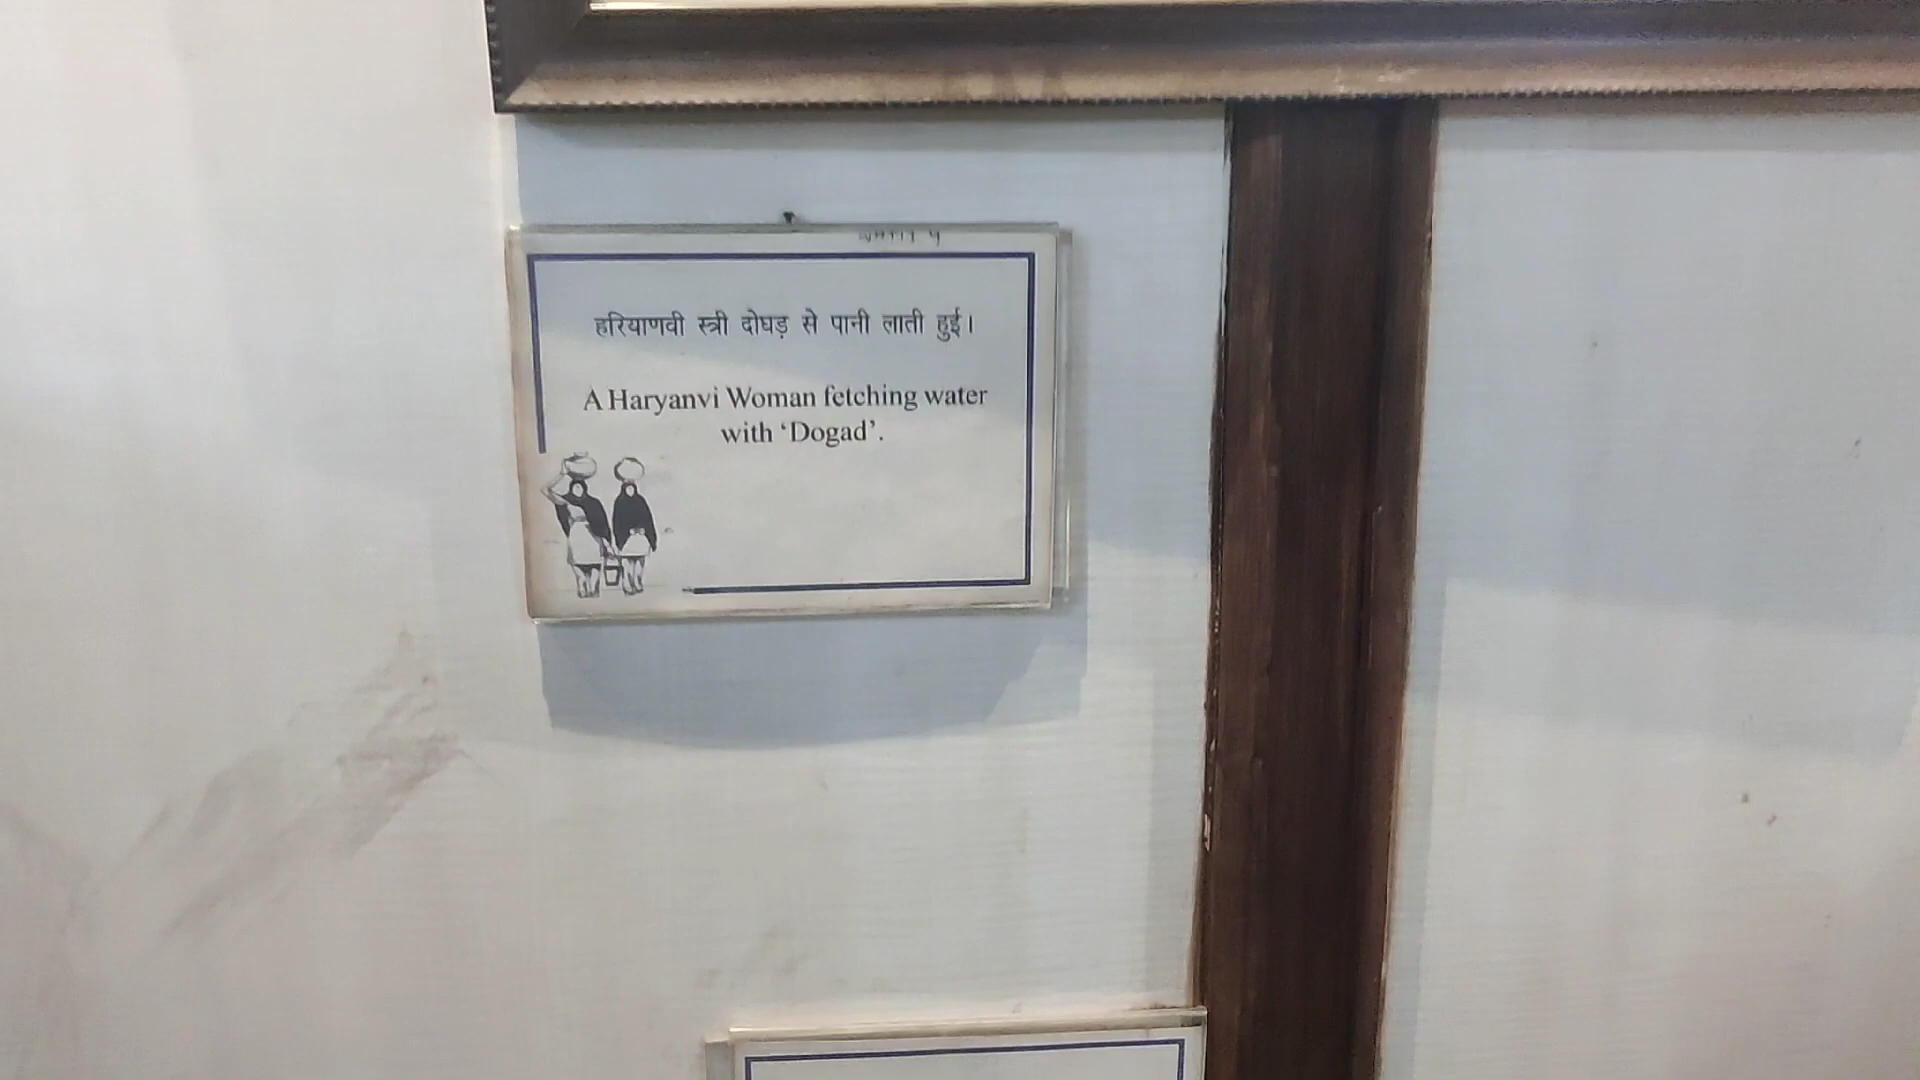 हरियाणवी स्त्री दोघड़ से पानी लाती हुई।
A Haryanvi Woman fetching water
with ‘Dogad’.